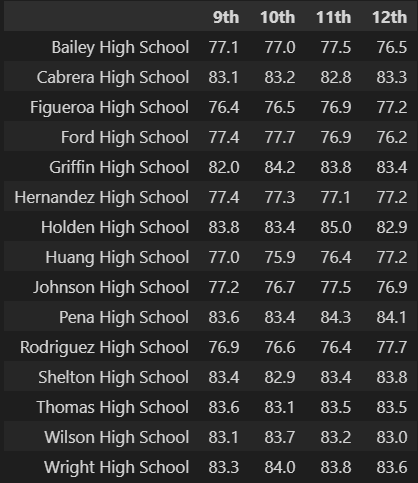 9th 10th 11th 12th
Bailey High School 77.1 77.0 77.5 76.5
Cabrera High School 83.1 83.2 82.8 83.3
Figueroa High School 76.4 76.5 76.9 77.2
Ford High School 77.4 77.7 76.9 76.2
Griffin High School 82.0 84.2 83.8 83.4
Hernandez High School 77.4 77.3 77.1 77.2
Holden High School 83.8 83.4 85.0 82.9
Huang High School 77.0 75.9 76.4 77.2
Johnson High School 77.2 76.7 77.5 76.9
Pena High School 83.6 83.4 84.3 84.1
Rodriguez High School 76.9 76.6 76.4 77.7
Shelton High School 83.4 82.9 83.4 83.8
Thomas High School 83.6 83.1 83.5 83.5
Wilson High School 83.1 83.7 83.2 83.0
Wright High School 83.3 84.0 83.8 83.6